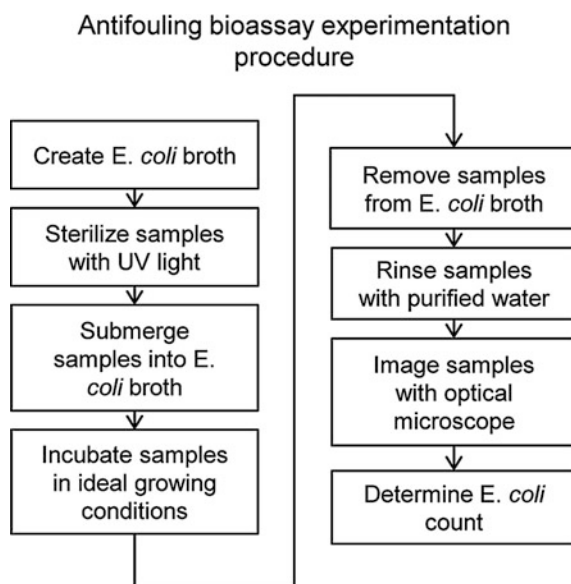 Antifouling bioassay experimentation
procedure
Create E. coli broth
Sterilize samples
with UV light
Submerge
samples into E.
coli broth
Incubate samples
in ideal growing
conditions
Remove samples
from E. coli broth
Rinse samples
with purified water
Image samples
with optical
microscope
Determine E. coli
count